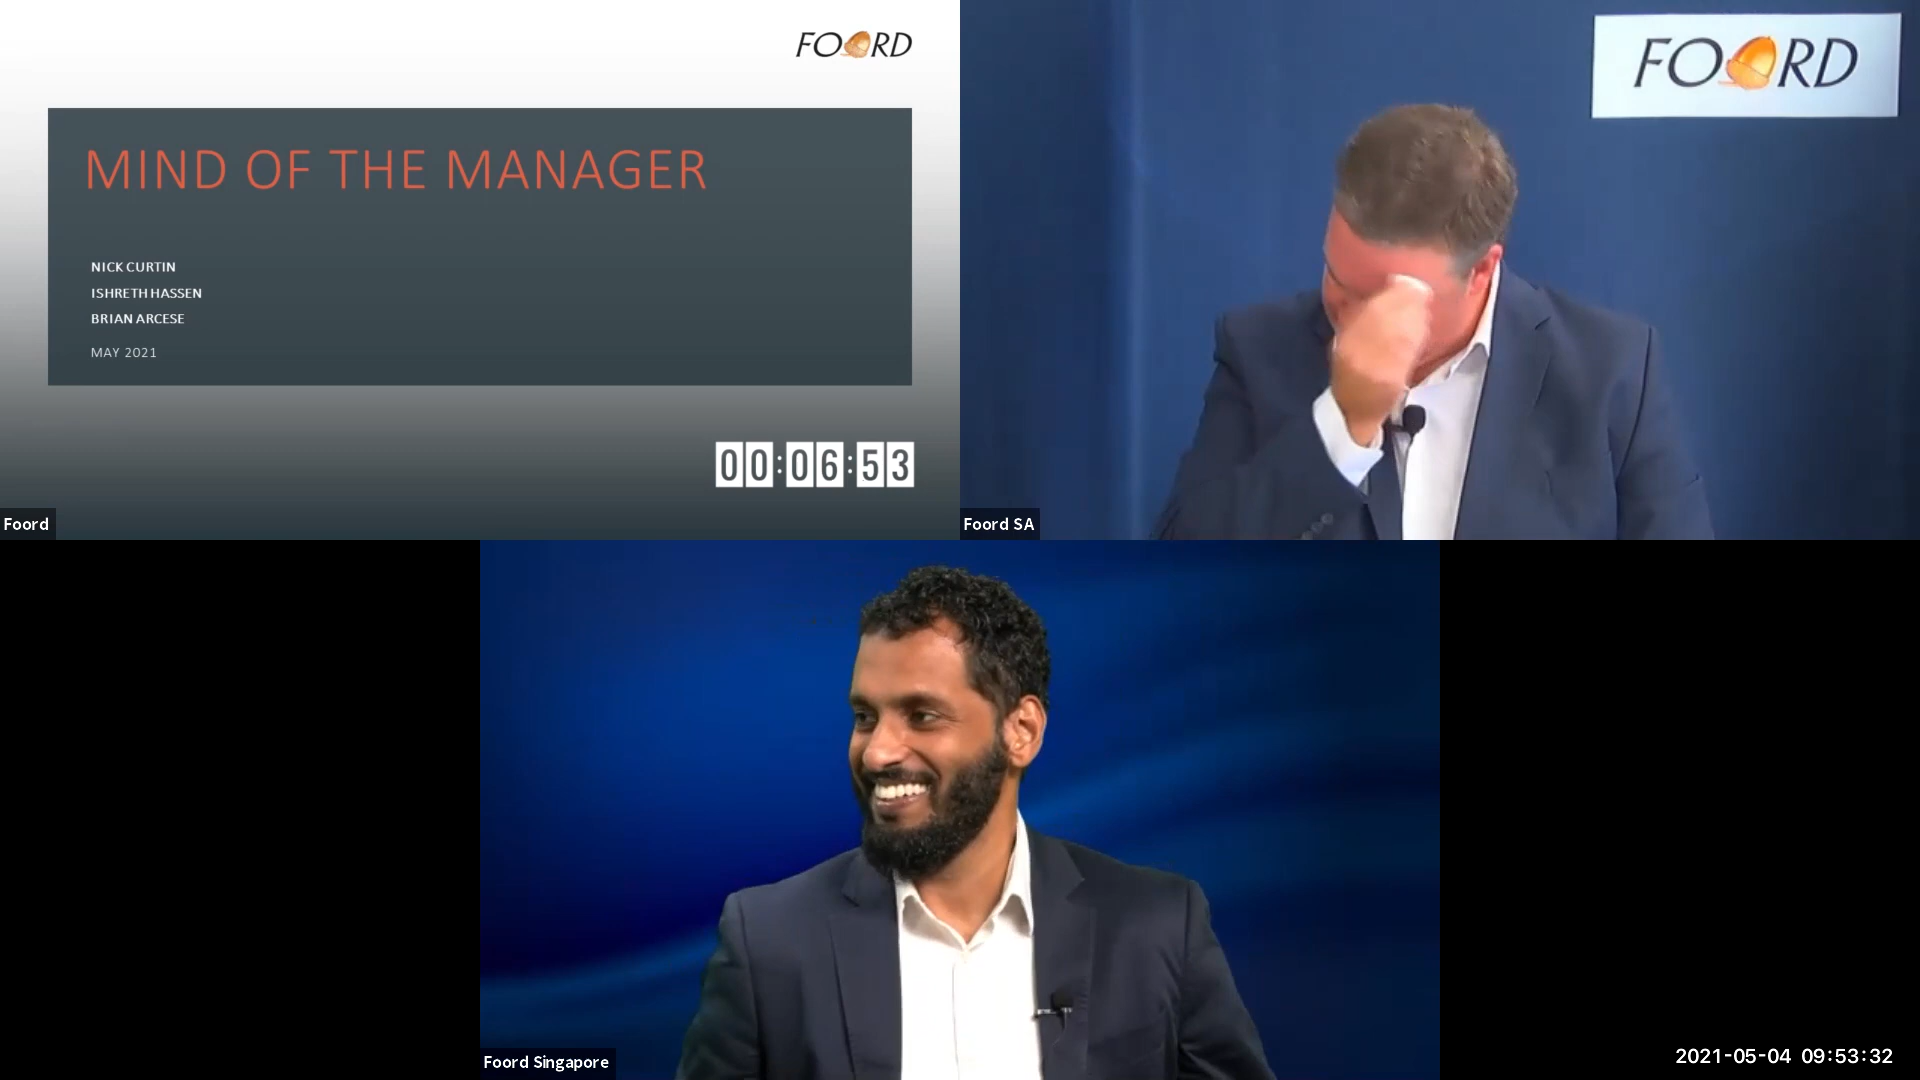 FOORD
MIND OF THE MANAGER
NICK CURTIN
ISHRETH HASSEN
BRIAN ARCESE
MAY 2021
00:06:53
Foord
FOORD
Foord SA
Foord Singapore
2021-05-04 09:53:32